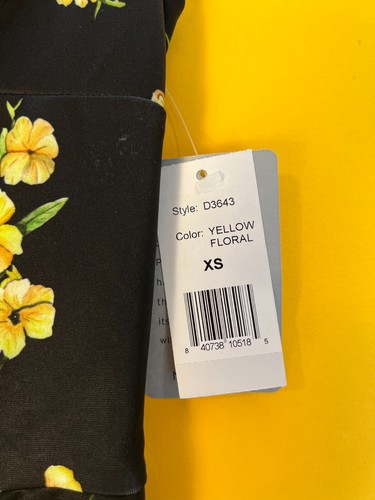 Style: D3643
Color: YELLOW
FLORAL
XS
8 40738 10518 5